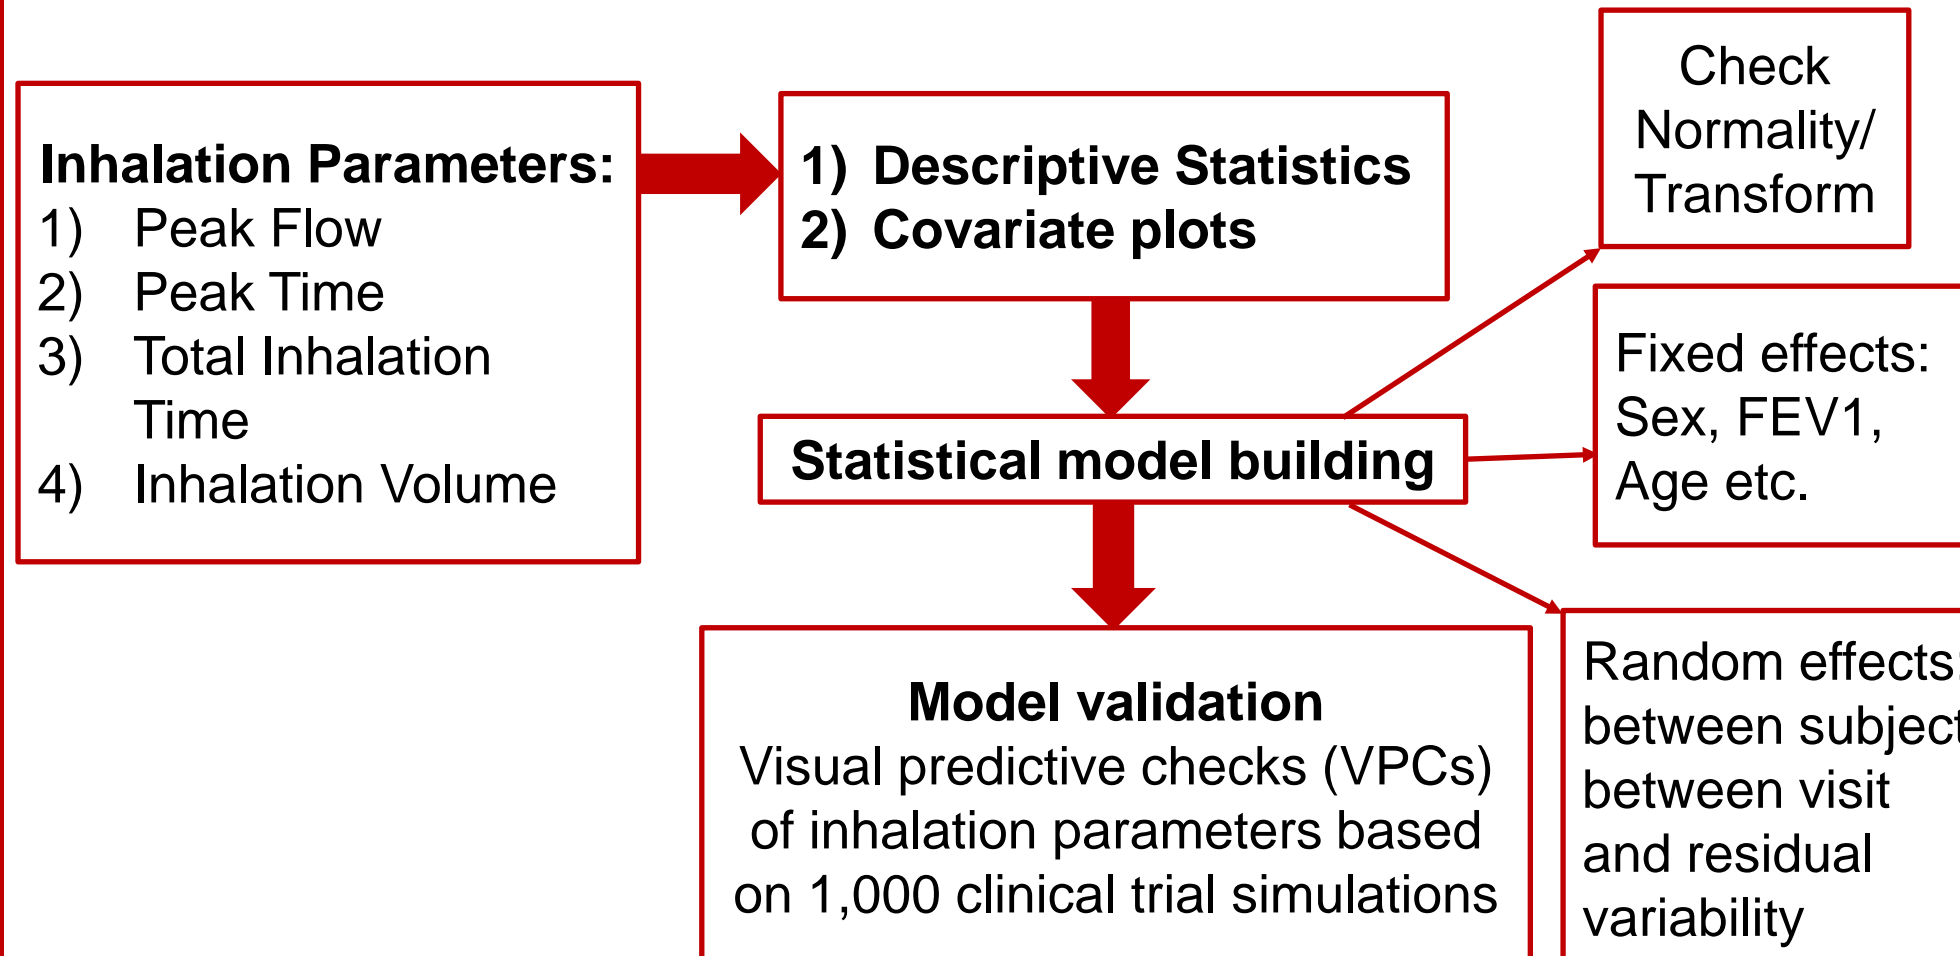 Inhalation Parameters:
1) Peak Flow
2) Peak Time
3) Total Inhalation
Time
4) Inhalation Volume
1) Descriptive Statistics
2) Covariate plots
Statistical model building
Model validation
Visual predictive checks (VPCs)
of inhalation parameters based
on 1,000 clinical trial simulations
Check
Normality/
Transform
Fixed effects:
Sex, FEV1,
Age etc.
Random effects:
between subject
between visit
and residual
variability